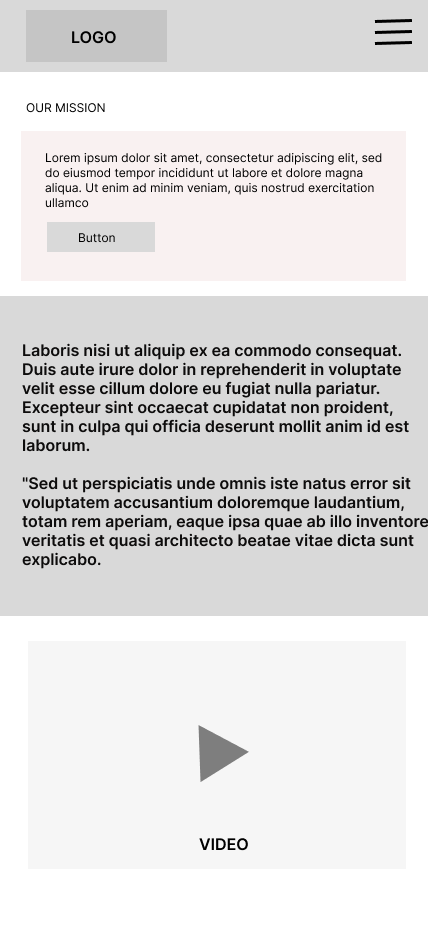 LOGO
OUR MISSION
Lorem ipsum dolor sit amet, consectetur adipiscing elit, sed
do eiusmod tempor incididunt ut labore et dolore magna
aliqua. Ut enim ad minim veniam, quis nostrud exercitation
ullamco
Button
Laboris nisi ut aliquip ex ea commodo consequat.
Duis aute irure dolor in reprehenderit in voluptate
velit esse cillum dolore eu fugiat nulla pariatur.
Excepteur sint occaecat cupidatat non proident,
sunt in culpa qui officia deserunt mollit anim id est
laborum.
"Sed ut perspiciatis unde omnis iste natus error sit
voluptatem accusantium doloremque laudantium,
totam rem aperiam, eaque ipsa quae ab illo inventore
veritatis et quasi architecto beatae vitae dicta sunt
explicabo.
VIDEO